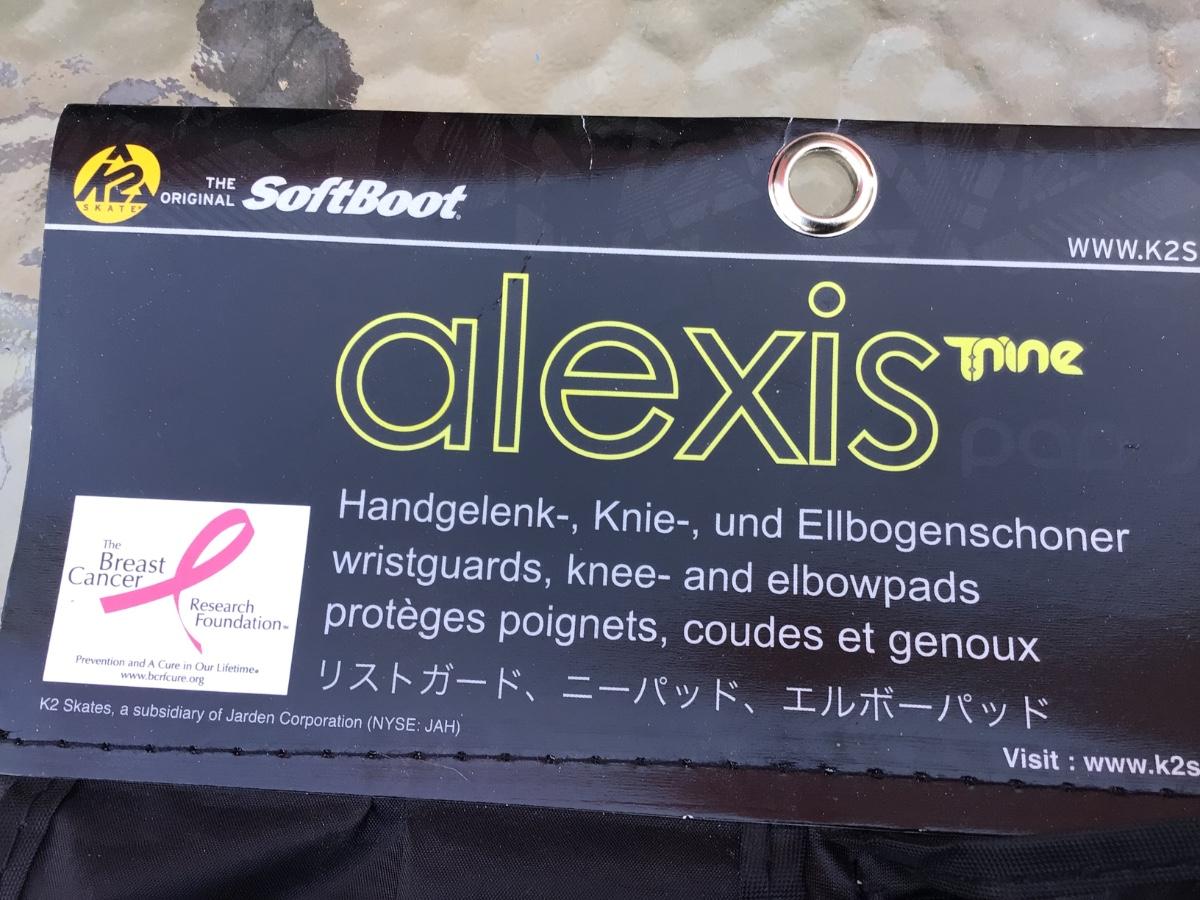 K2
SKATE
THE
ORIGINAL SoftBoot
WWW.K2S
alexis Tnine
Handgelenk-, Knie-, und Ellbogenschoner
wristguards, knee- and elbowpads
protèges poignets, coudes et genoux
リストガード、ニーパッド、エルボーパッド
The
Breast
Cancer
Research
Foundation℠
Prevention and A Cure in Our Lifetime®
www.bcrfcure.org
K2 Skates, a subsidiary of Jarden Corporation (NYSE: JAH)
Visit : www.k2s